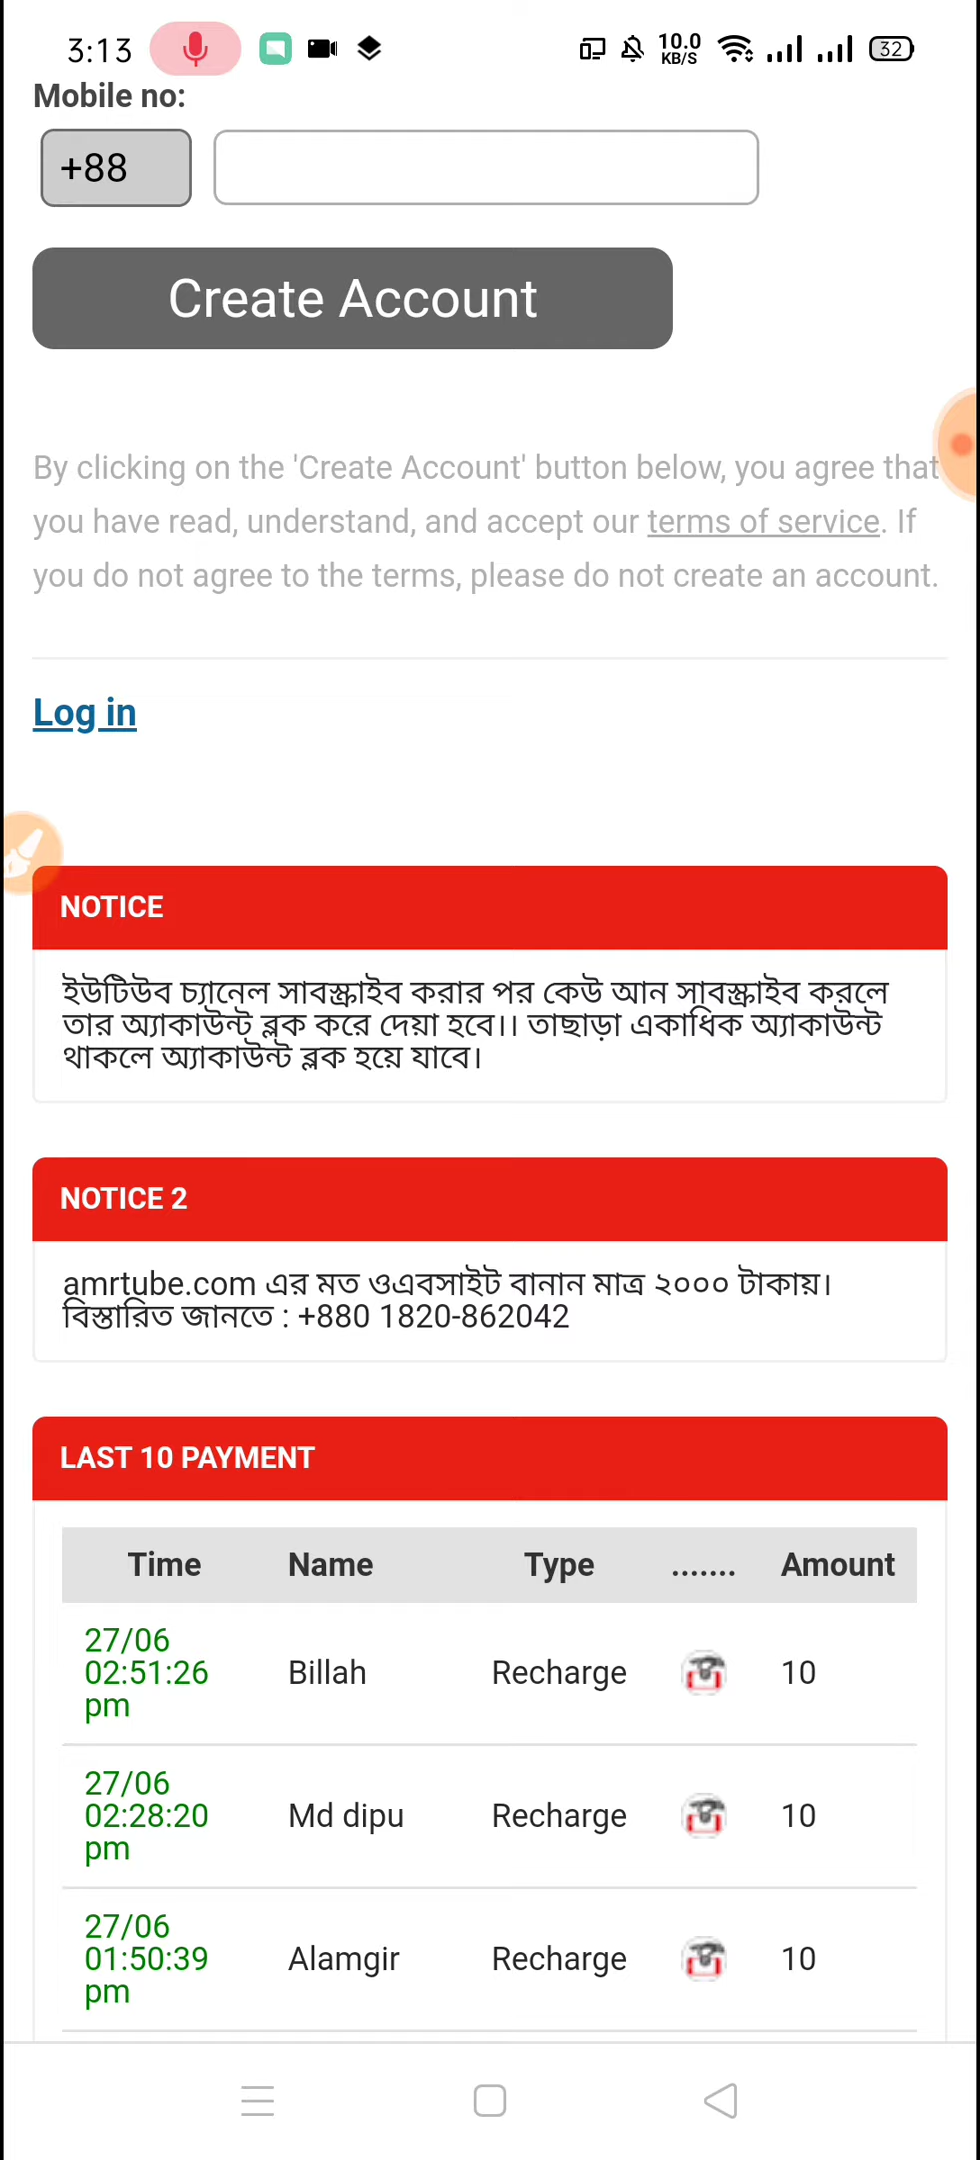 3:13
10.0
KB/S
32
Mobile no:
+88
Create Account
By clicking on the 'Create Account' button below, you agree that
you have read, understand, and accept our terms of service. If
you do not agree to the terms, please do not create an account.
Log in
NOTICE
ইউটিউব চ্যানেল সাবস্ক্রাইব করার পর কেউ আন সাবস্ক্রাইব করলে
তার অ্যাকাউন্ট ব্লক করে দেয়া হবে।। তাছাড়া একাধিক অ্যাকাউন্ট
থাকলে অ্যাকাউন্ট ব্লক হয়ে যাবে।
NOTICE 2
amrtube.com এর মত ওএবসাইট বানান মাত্র ২০০০ টাকায়।
বিস্তারিত জানতে : +880 1820-862042
LAST 10 PAYMENT
Time Name Type ....... Amount
27/06
02:51:26 Billah Recharge 10
pm
27/06
02:28:20 Md dipu Recharge 10
pm
27/06
01:50:39 Alamgir Recharge 10
pm